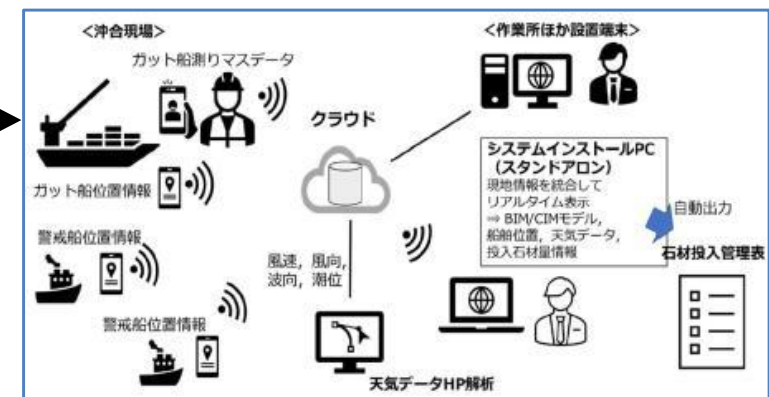 <沖合現場>
ガット船測りマスデータ
ガット船位置情報
警戒船位置情報
警戒船位置情報
クラウド
風速，風向，
波向，潮位
天気データHP解析
<作業所ほか設置端末>
システムインストールPC
（スタンドアロン）
現地情報を統合して
リアルタイム表示
⇒ BIM/CIMモデル，
船舶位置，天気データ，
投入石材量情報
自動出力
石材投入管理表